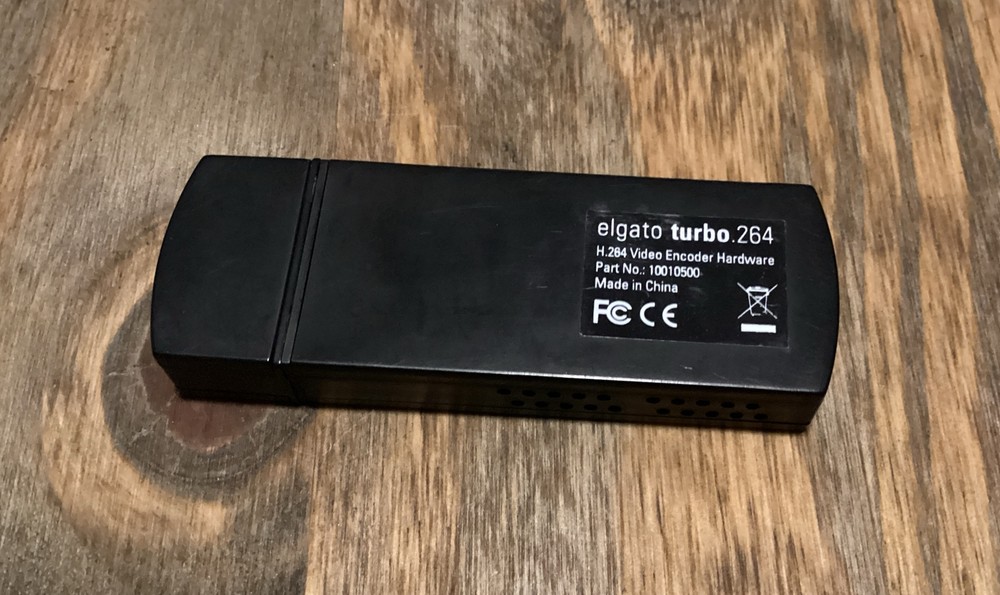 elgato turbo.264
H.264 Video Encoder Hardware
Part No.: 10010500
Made in China
FC CE